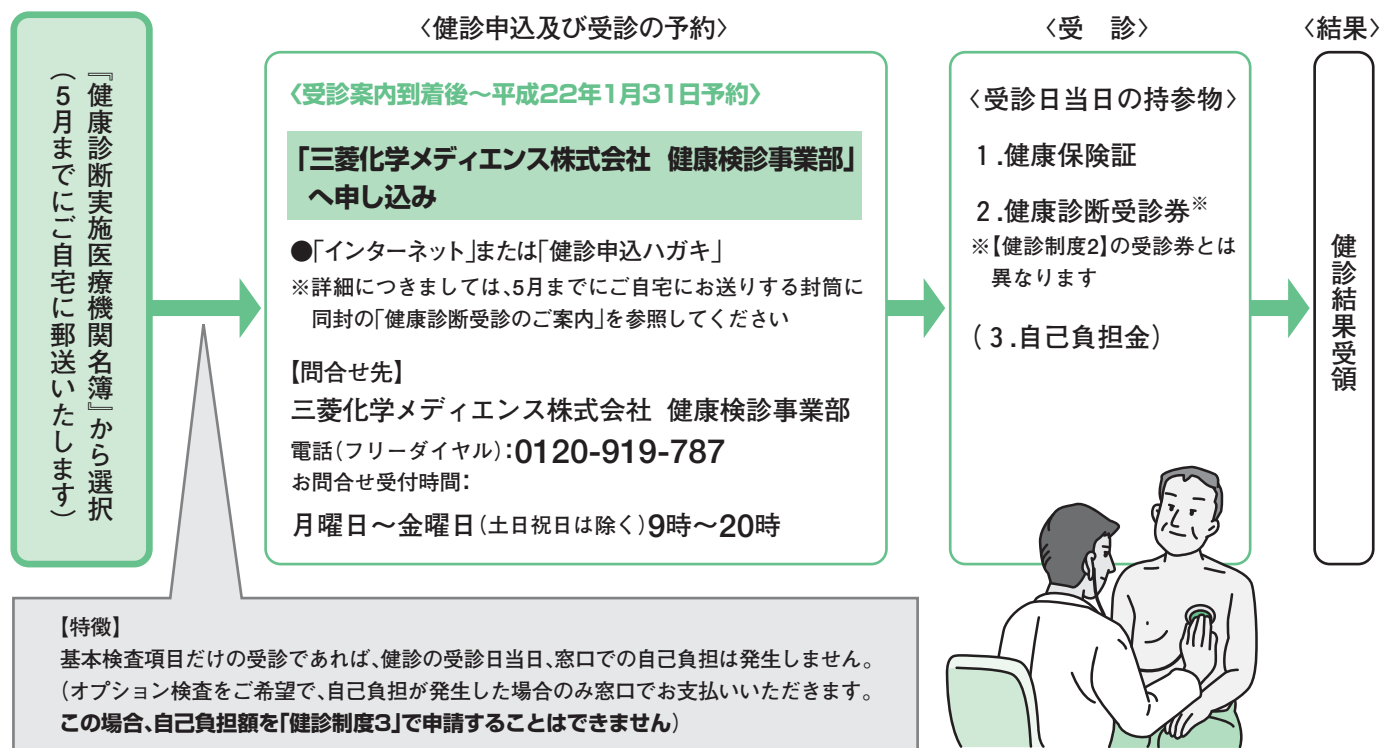 『健康診断実施医療機関名簿』から選択
（5月までにご自宅に郵送いたします）
〈健診申込及び受診の予約〉
〈受診案内到着後～平成22年1月31日予約〉
「三菱化学メディエンス株式会社 健康検診事業部」
へ申し込み
●「インターネット」または「健診申込ハガキ」
※詳細につきましては、5月までにご自宅にお送りする封筒に
同封の「健康診断受診のご案内」を参照してください
【問合せ先】
三菱化学メディエンス株式会社 健康検診事業部
電話（フリーダイヤル）：0120-919-787
お問合せ受付時間：
月曜日～金曜日（土日祝日は除く）9時～20時
〈受　診〉
〈受診日当日の持参物〉
1.健康保険証
2.健康診断受診券※
※【健診制度2】の受診券とは
異なります
（3.自己負担金）
〈結果〉
健診結果受領
【特徴】
基本検査項目だけの受診であれば、健診の受診日当日、窓口での自己負担は発生しません。
（オプション検査をご希望で、自己負担が発生した場合のみ窓口でお支払いいただきます。
この場合、自己負担額を「健診制度3」で申請することはできません）